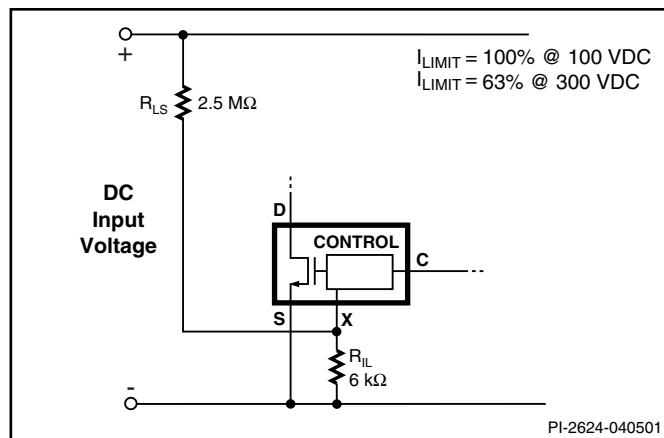 +
I_LIMIT = 100% @ 100 VDC
I_LIMIT = 63% @ 300 VDC
R_LS 2.5 MΩ
DC
Input
Voltage
D
CONTROL
C
S
X
R_IL
6 kΩ
-
PI-2624-040501